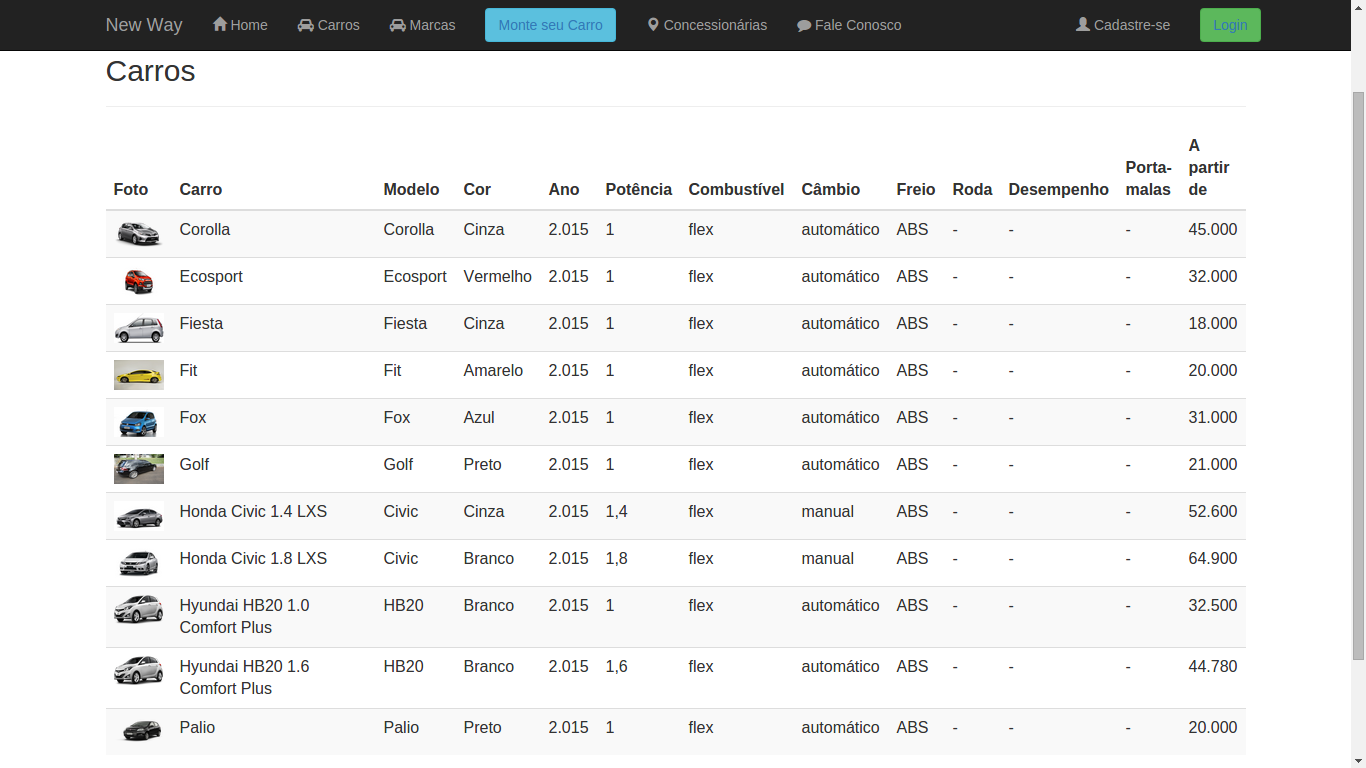 New Way Home Carros Marcas Monte seu Carro Concessionárias Fale Conosco Cadastre-se Login
Carros
Foto Carro Modelo Cor Ano Potência Combustível Câmbio Freio Roda Desempenho Porta-malas A partir de
Corolla Corolla Cinza 2.015 1 flex automático ABS - - - 45.000
Ecosport Ecosport Vermelho 2.015 1 flex automático ABS - - - 32.000
Fiesta Fiesta Cinza 2.015 1 flex automático ABS - - - 18.000
Fit Fit Amarelo 2.015 1 flex automático ABS - - - 20.000
Fox Fox Azul 2.015 1 flex automático ABS - - - 31.000
Golf Golf Preto 2.015 1 flex automático ABS - - - 21.000
Honda Civic 1.4 LXS Civic Cinza 2.015 1,4 flex manual ABS - - - 52.600
Honda Civic 1.8 LXS Civic Branco 2.015 1,8 flex manual ABS - - - 64.900
Hyundai HB20 1.0 Comfort Plus HB20 Branco 2.015 1 flex automático ABS - - - 32.500
Hyundai HB20 1.6 Comfort Plus HB20 Branco 2.015 1,6 flex automático ABS - - - 44.780
Palio Palio Preto 2.015 1 flex automático ABS - - - 20.000